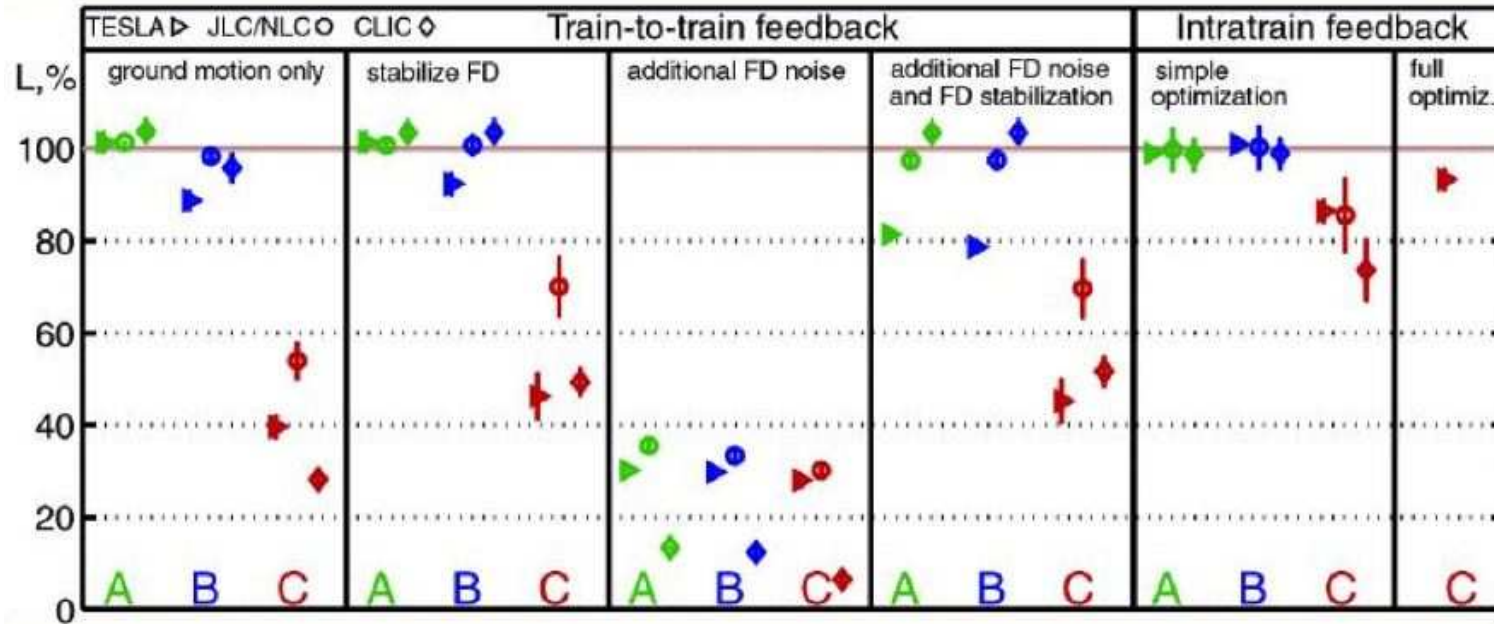 TESLA JLC/NLC CLIC Train-to-train feedback Intratrain feedback
L,% ground motion only stabilize FD additional FD noise additional FD noise and FD stabilization simple optimization full optimiz.
100
80
60
40
20
0
A B C A B C A B C A B C A B C C